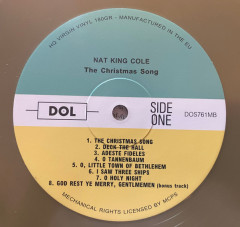 HQ VIRGIN VINYL 180GR - MANUFACTURED IN THE EU
NAT KING COLE
The Christmas Song
DOL
SIDE ONE
DOS761MB
1. THE CHRISTMAS SONG
2. DECK THE HALL
3. ADESTE FIDELES
4. O TANNENBAUM
5. O, LITTLE TOWN OF BETHLEHEM
6. I SAW THREE SHIPS
7. O HOLY NIGHT
8. GOD REST YE MERRY, GENTLMEMEN (bonus track)
MECHANICAL RIGHTS LICENSED BY MCPS